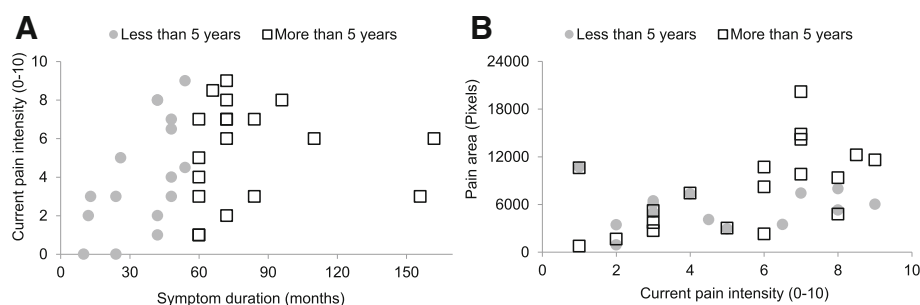 A
Less than 5 years More than 5 years
Current pain intensity (0-10)
10
8
6
4
2
0
0 30 60 90 120 150
Symptom duration (months)
B
Less than 5 years More than 5 years
Pain area (Pixels)
24000
18000
12000
6000
0
0 2 4 6 8 10
Current pain intensity (0-10)